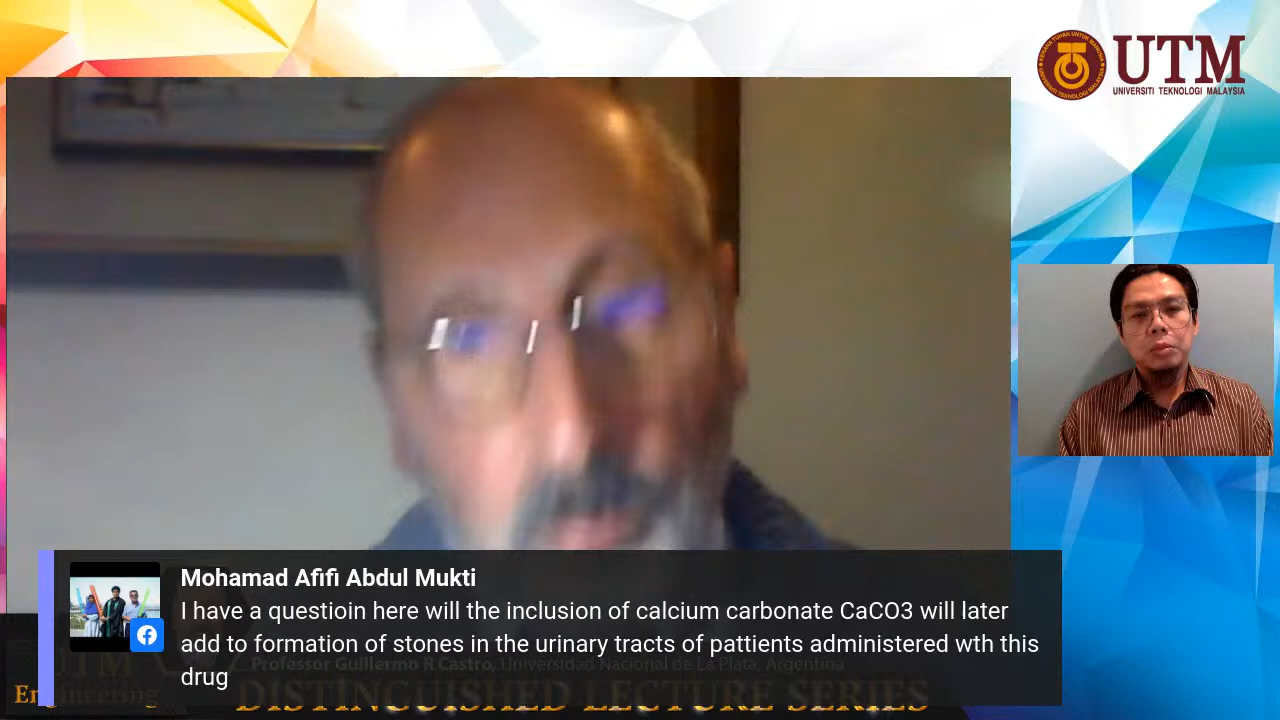 UTM
UNIVERSITI TEKNOLOGI MALAYSIA
Mohamad Afifi Abdul Mukti
I have a questioin here will the inclusion of calcium carbonate CaCO3 will later
add to formation of stones in the urinary tracts of pattients administered wth this
drug
Professor Guillermo R Castro, Universidad Nacional de La Plata, Argentina
UTM
Engineering
DISTINGUISHED LECTURE SERIES